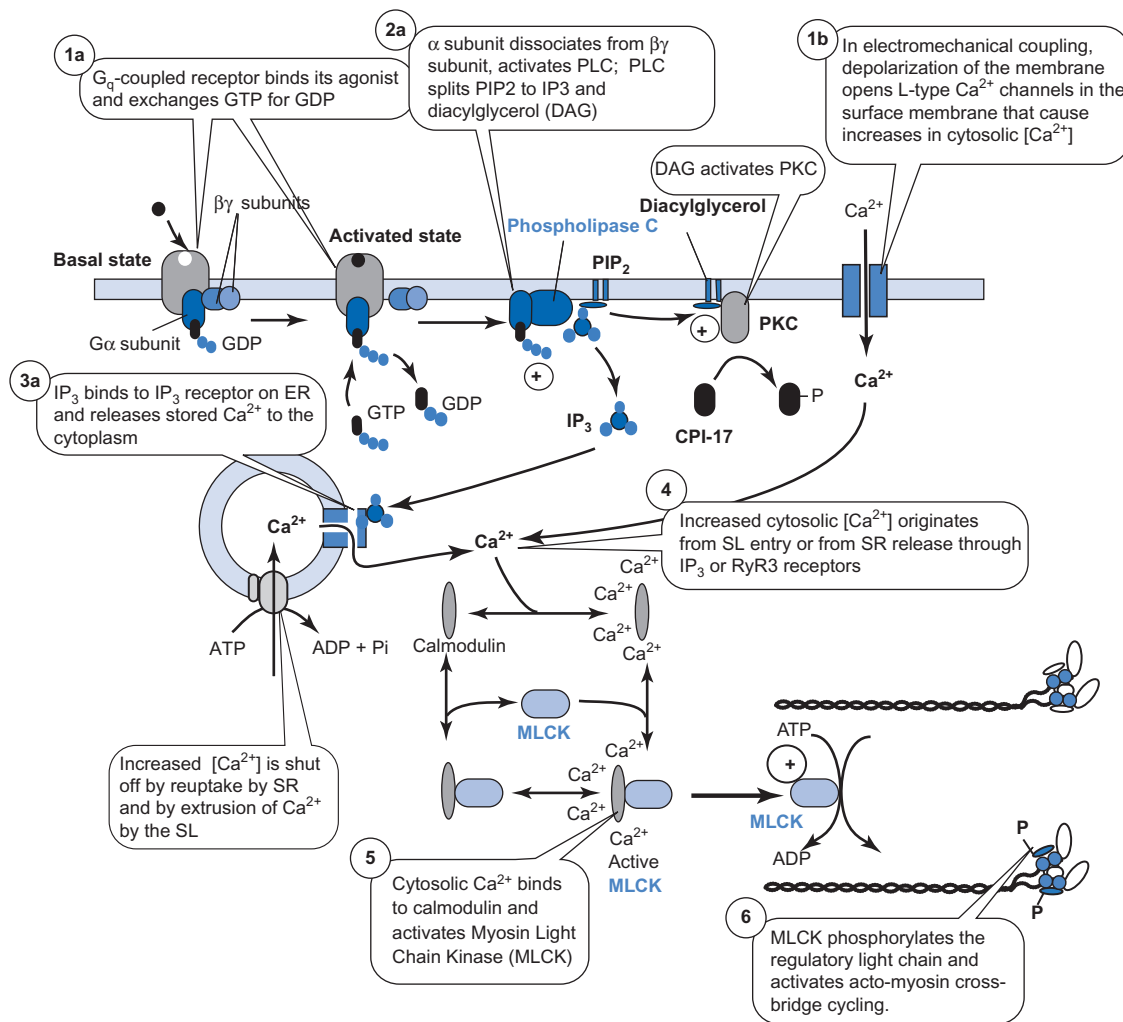 1a
G<sub>q</sub>-coupled receptor binds its agonist
and exchanges GTP for GDP
2a
α subunit dissociates from βγ
subunit, activates PLC; PLC
splits PIP2 to IP3 and
diacylglycerol (DAG)
1b
In electromechanical coupling,
depolarization of the membrane
opens L-type Ca²⁺ channels in the
surface membrane that cause
increases in cytosolic [Ca²⁺]
DAG activates PKC
βγ subunits
Diacylglycerol
Ca²⁺
Phospholipase C
Basal state
Activated state
PIP₂
Gα subunit
GDP
+
+
PKC
3a
IP₃ binds to IP₃ receptor on ER
and releases stored Ca²⁺ to the
cytoplasm
GTP
GDP
IP₃
CPI-17
P
Ca²⁺
4
Increased cytosolic [Ca²⁺] originates
from SL entry or from SR release through
IP₃ or RyR3 receptors
Ca²⁺
Ca²⁺
Ca²⁺
Ca²⁺
Ca²⁺
Ca²⁺
ATP
ADP + Pi
Calmodulin
MLCK
Increased [Ca²⁺] is shut
off by reuptake by SR
and by extrusion of Ca²⁺
by the SL
Ca²⁺
Ca²⁺
Ca²⁺
Ca²⁺
Active
MLCK
ATP
+
MLCK
ADP
P
P
5
Cytosolic Ca²⁺ binds
to calmodulin and
activates Myosin Light
Chain Kinase (MLCK)
6
MLCK phosphorylates the
regulatory light chain and
activates acto-myosin cross-
bridge cycling.